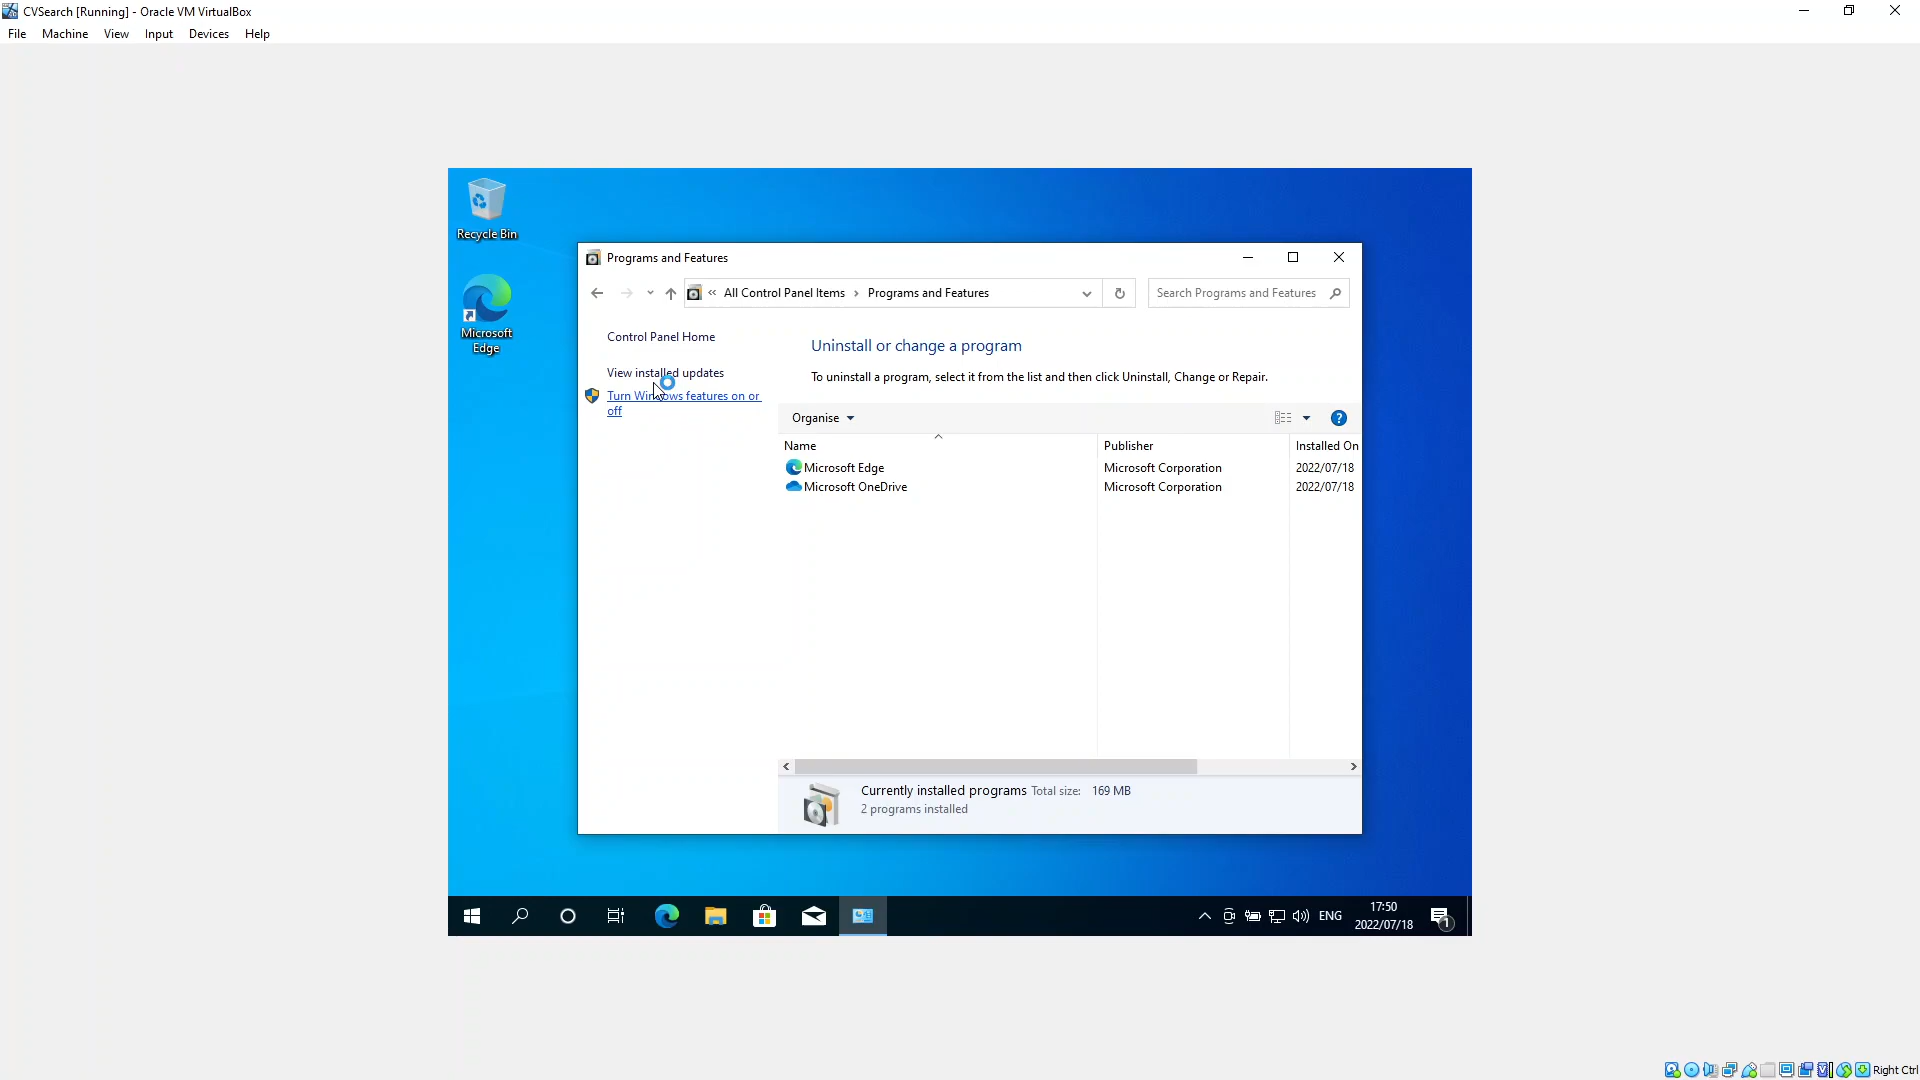 CVSearch [Running] - Oracle VM VirtualBox
File Machine View Input Devices Help
Recycle Bin
Microsoft
Edge
Programs and Features
« All Control Panel Items › Programs and Features
Search Programs and Features
Control Panel Home
View installed updates
Turn Windows features on or
off
Uninstall or change a program
To uninstall a program, select it from the list and then click Uninstall, Change or Repair.
Organise
Name Publisher Installed On
Microsoft Edge Microsoft Corporation 2022/07/18
Microsoft OneDrive Microsoft Corporation 2022/07/18
Currently installed programs Total size: 169 MB
2 programs installed
ENG
17:50
2022/07/18
1
Right Ctrl